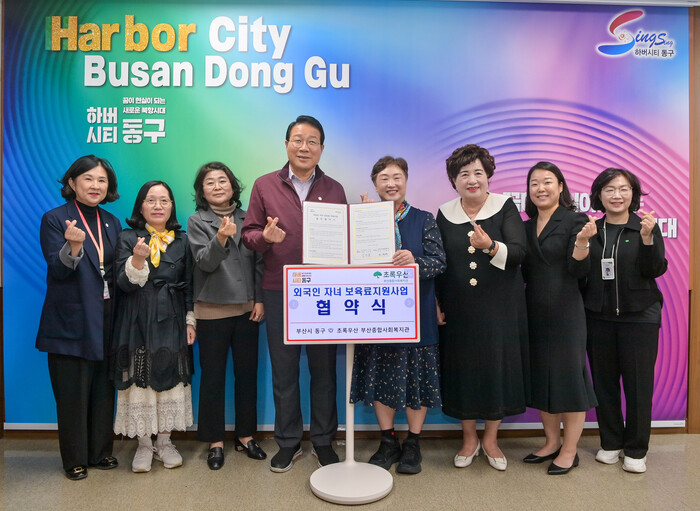 Harbor City
Busan Dong Gu
꿈이 현실이 되는
새로운 북항시대
하버
시티 동구
Sings
하버시티 동구
초록우산
외국인 자녀 보육료지원사업
협약식
부산시 동구
초록우산 부산종합사회복지관